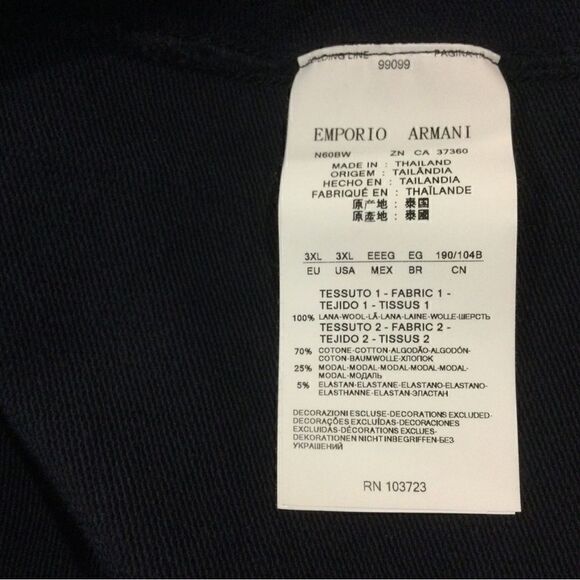 99099
EMPORIO ARMANI
N60BW ZN CA 37360
MADE IN : THAILAND
ORIGEM : TAILÂNDIA
HECHO EN : TAILANDIA
FABRIQUÉ EN : THAÏLANDE
原产地 : 泰国
原產地 : 泰國
3XL 3XL EEEG EG 190/104B
EU USA MEX BR CN
TESSUTO 1 - FABRIC 1 -
TEJIDO 1 - TISSUS 1
100% LANA-WOOL-LÃ-LANA-LAINE-WOLLE-ШЕРСТЬ
TESSUTO 2 - FABRIC 2 -
TEJIDO 2 - TISSUS 2
70% COTONE-COTTON-ALGODÃO-ALGODÓN-
COTON-BAUMWOLLE-ХЛОПОК
25% MODAL-MODAL-MODAL-MODAL-MODAL-
MODAL-МОДАЛЬ
5% ELASTAN-ELASTANE-ELASTANO-ELASTANO-
ELASTHANNE-ELASTAN-ЭЛАСТАН
DECORAZIONI ESCLUSE-DECORATIONS EXCLUDED-
DECORAÇÕES EXCLUÍDAS-DECORACIONES
EXCLUIDAS-DÉCORATIONS EXCLUES-
DEKORATIONEN NICHT INBEGRIFFEN-БЕЗ
УКРАШЕНИЙ
RN 103723